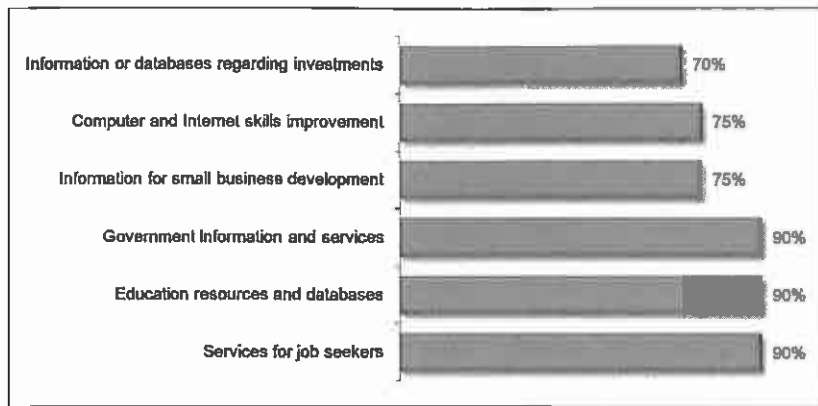 Information or databases regarding investments 70%
Computer and Internet skills improvement 75%
Information for small business development 75%
Government Information and services 90%
Education resources and databases 90%
Services for job seekers 90%